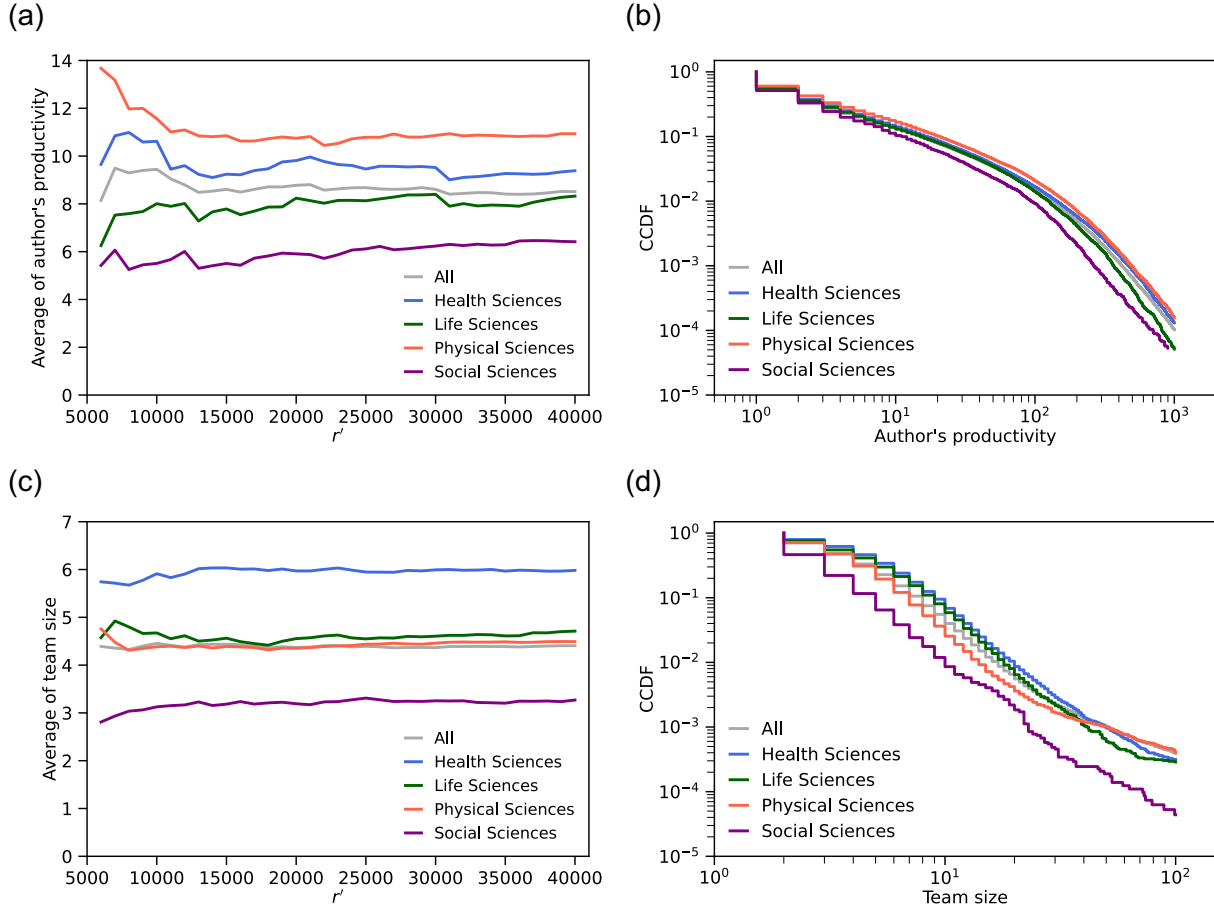 (a)
14
12
10
8
6
4
2
0
Average of author's productivity
All
Health Sciences
Life Sciences
Physical Sciences
Social Sciences
5000 10000 15000 20000 25000 30000 35000 40000
r′
(b)
10⁰
10⁻¹
10⁻²
10⁻³
10⁻⁴
10⁻⁵
CCDF
All
Health Sciences
Life Sciences
Physical Sciences
Social Sciences
10⁰ 10¹ 10² 10³
Author's productivity
(c)
7
6
5
4
3
2
1
0
Average of team size
All
Health Sciences
Life Sciences
Physical Sciences
Social Sciences
5000 10000 15000 20000 25000 30000 35000 40000
r′
(d)
10⁰
10⁻¹
10⁻²
10⁻³
10⁻⁴
10⁻⁵
CCDF
All
Health Sciences
Life Sciences
Physical Sciences
Social Sciences
10⁰ 10¹ 10²
Team size